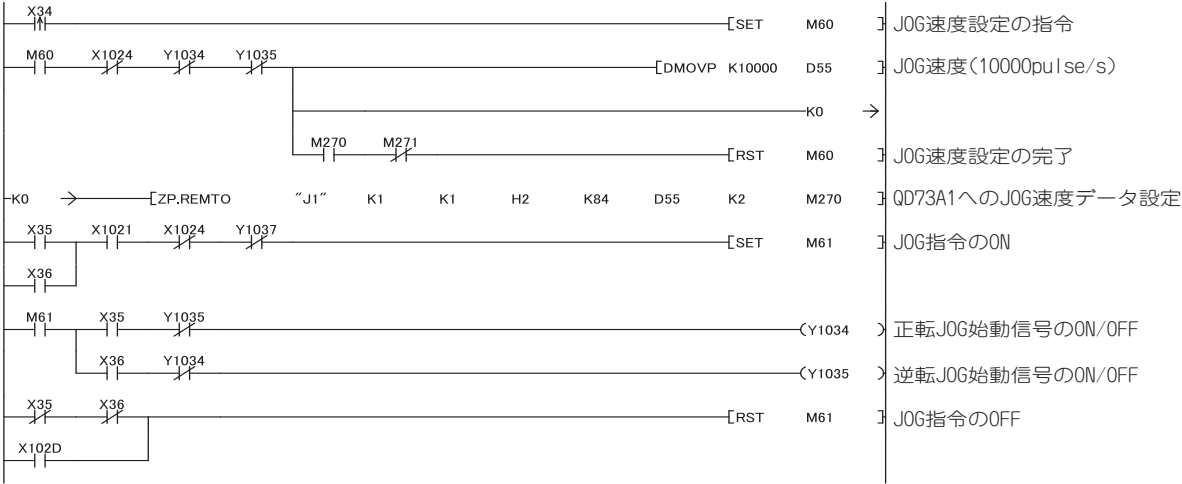 X34
SET M60 JOG速度設定の指令
M60 X1024 Y1034 Y1035
DMOVP K10000 D55 JOG速度(10000pulse/s)
K0
M270 M271
RST M60 JOG速度設定の完了
K0 ZP.REMTO "J1" K1 K1 H2 K84 D55 K2 M270 QD73A1へのJOG速度データ設定
X35 X1021 X1024 Y1037
SET M61 JOG指令のON
X36
M61 X35 Y1035
Y1034 正転JOG始動信号のON/OFF
X36 Y1034
Y1035 逆転JOG始動信号のON/OFF
X35 X36
RST M61 JOG指令のOFF
X102D